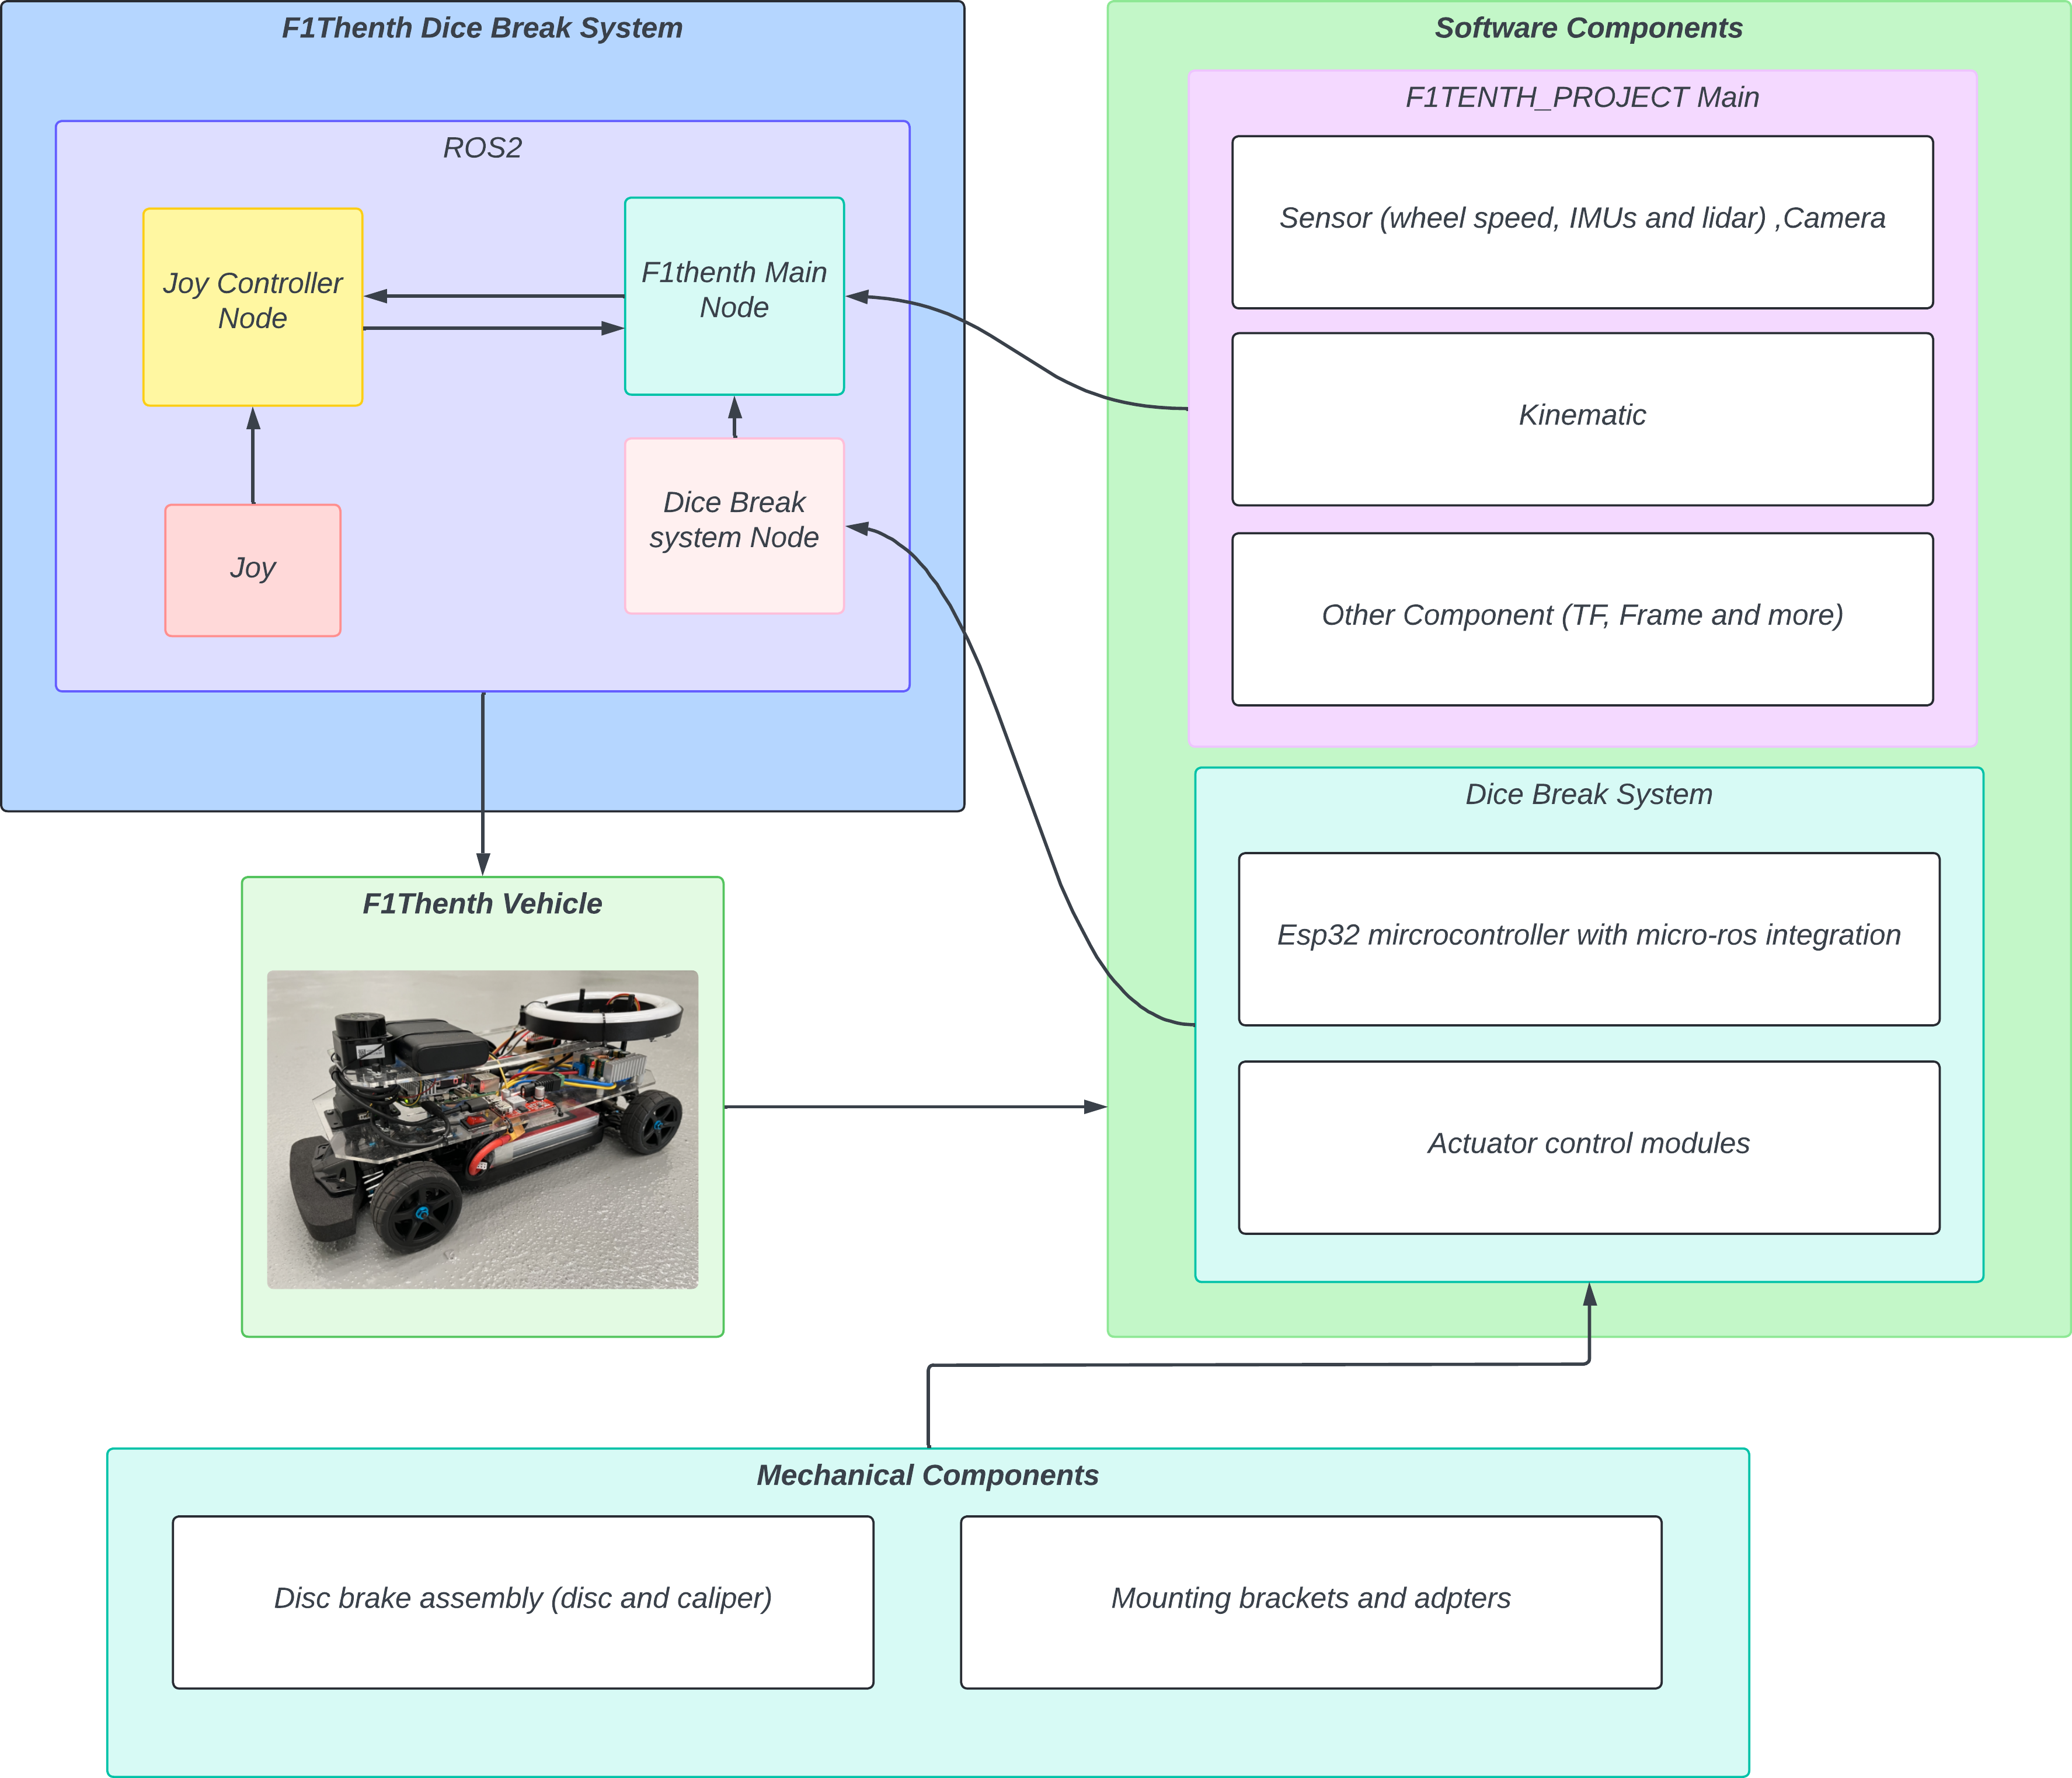 F1Thenth Dice Break System
ROS2
Joy Controller
Node
F1thenth Main
Node
Joy
Dice Break
system Node
Software Components
F1TENTH_PROJECT Main
Sensor (wheel speed, IMUs and lidar) ,Camera
Kinematic
Other Component (TF, Frame and more)
Dice Break System
Esp32 mircrocontroller with micro-ros integration
Actuator control modules
F1Thenth Vehicle
Mechanical Components
Disc brake assembly (disc and caliper)
Mounting brackets and adpters